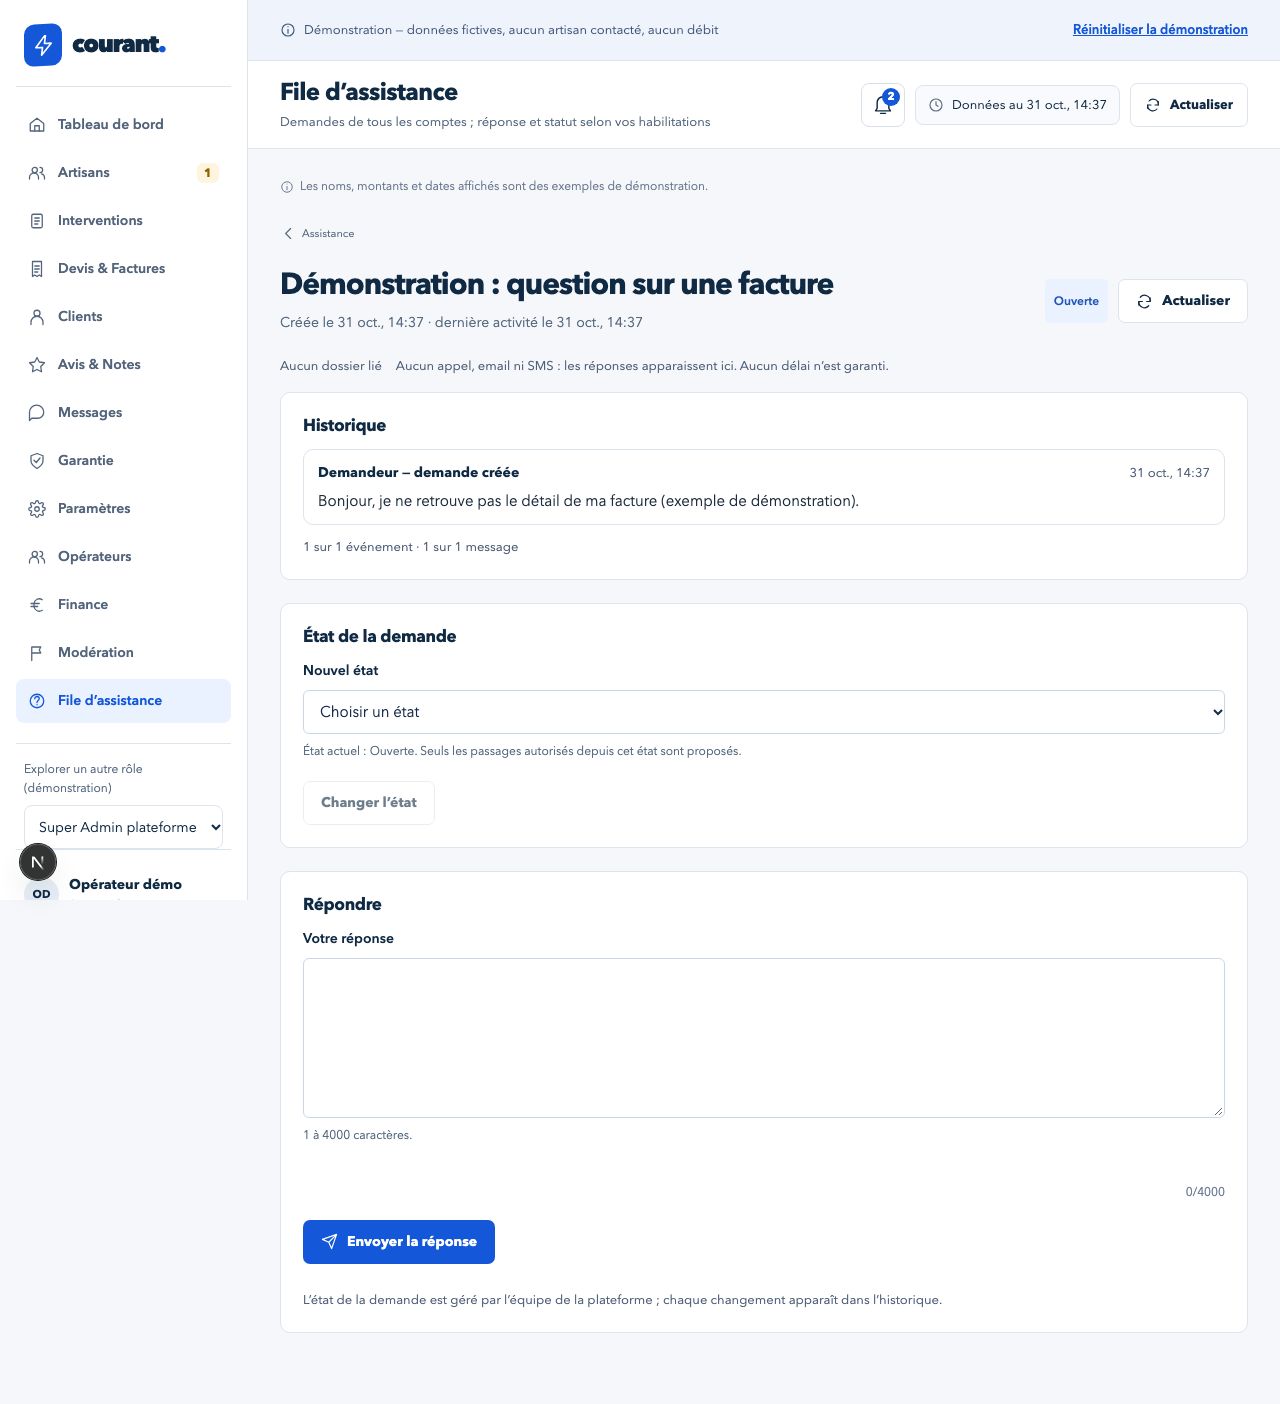 courant.
Tableau de bord
Artisans 1
Interventions
Devis & Factures
Clients
Avis & Notes
Messages
Garantie
Paramètres
Opérateurs
Finance
Modération
File d’assistance
Explorer un autre rôle
(démonstration)
Super Admin plateforme
N
OD
Opérateur démo
Démonstration – données fictives, aucun artisan contacté, aucun débit
Réinitialiser la démonstration
File d’assistance
Demandes de tous les comptes ; réponse et statut selon vos habilitations
2
Données au 31 oct., 14:37
Actualiser
Les noms, montants et dates affichés sont des exemples de démonstration.
Assistance
Démonstration : question sur une facture
Créée le 31 oct., 14:37 · dernière activité le 31 oct., 14:37
Ouverte
Actualiser
Aucun dossier lié Aucun appel, email ni SMS : les réponses apparaissent ici. Aucun délai n’est garanti.
Historique
Demandeur – demande créée 31 oct., 14:37
Bonjour, je ne retrouve pas le détail de ma facture (exemple de démonstration).
1 sur 1 événement · 1 sur 1 message
État de la demande
Nouvel état
Choisir un état
État actuel : Ouverte. Seuls les passages autorisés depuis cet état sont proposés.
Changer l’état
Répondre
Votre réponse
1 à 4000 caractères.
0/4000
Envoyer la réponse
L’état de la demande est géré par l’équipe de la plateforme ; chaque changement apparaît dans l’historique.